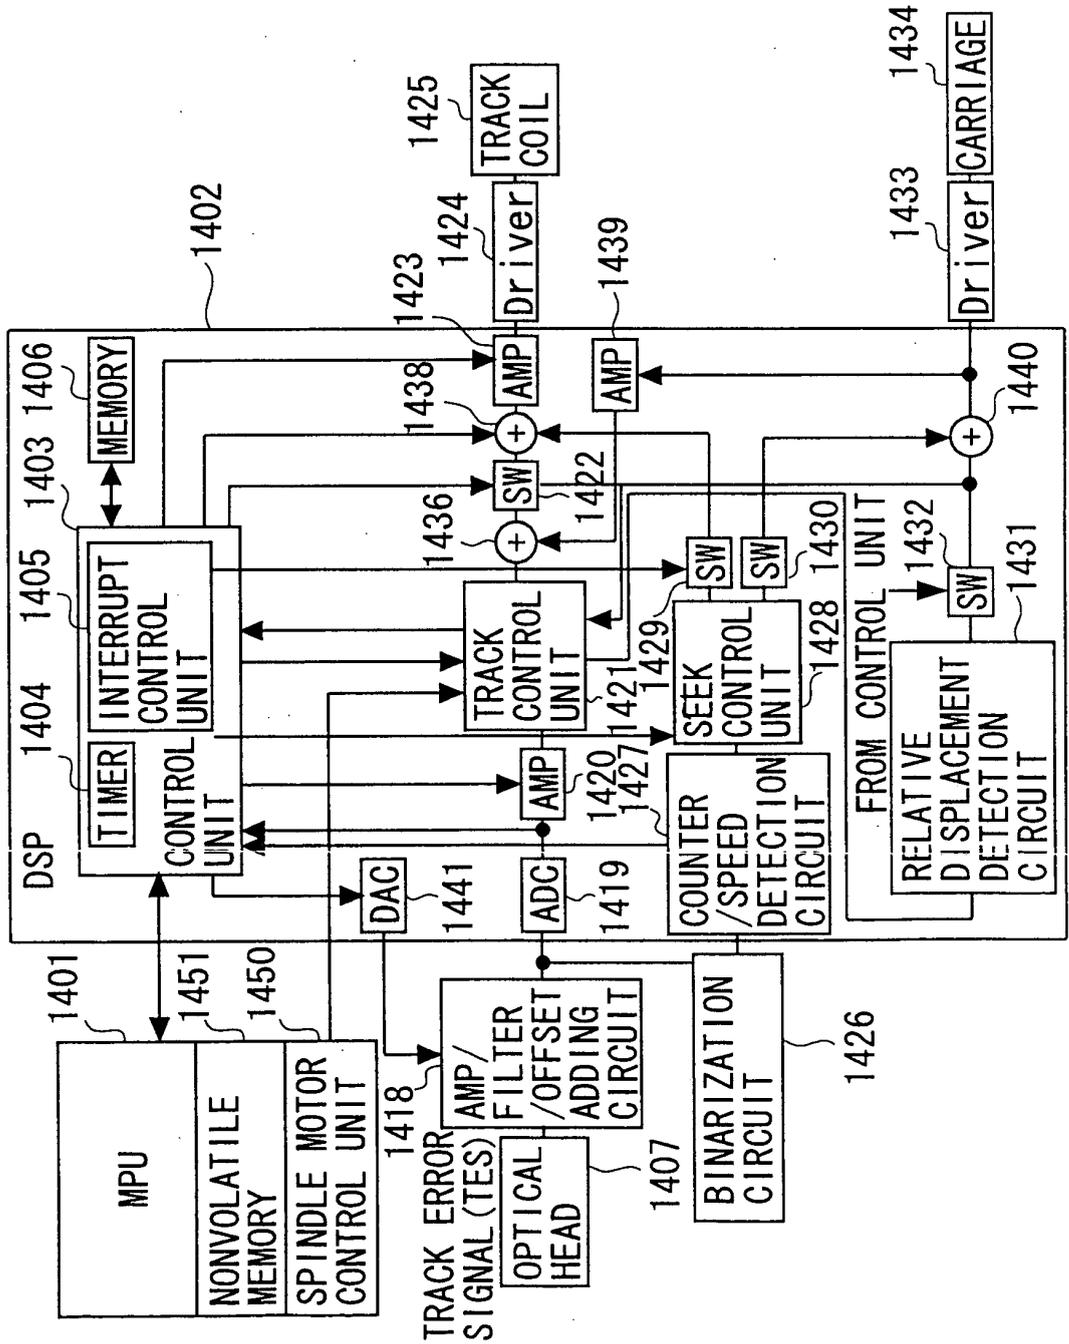 1401
MPU
1451
NONVOLATILE
MEMORY
1450
SPINDLE MOTOR
CONTROL UNIT
DSP
1402
1404
TIMER
1405
INTERRUPT
CONTROL
UNIT
1403
CONTROL
UNIT
1406
MEMORY
DAC
1441
1418
AMP/
FILTER
/OFFSET
ADDING
CIRCUIT
TRACK ERROR
SIGNAL(TES)
OPTICAL
HEAD
1407
ADC
1419
AMP
1420
TRACK
CONTROL
UNIT
1421
1436
+
SW
1422
1438
+
1423
AMP
1424
Driver
1425
TRACK
COIL
AMP
1439
BINARIZATION
CIRCUIT
1426
1427
COUNTER
/SPEED
DETECTION
CIRCUIT
SEEK
CONTROL
UNIT
1428
1429
SW
SW
1430
FROM CONTROL UNIT
RELATIVE
DISPLACEMENT
DETECTION
CIRCUIT
1431
1432
SW
+
1440
1433
Driver
1434
CARRIAGE